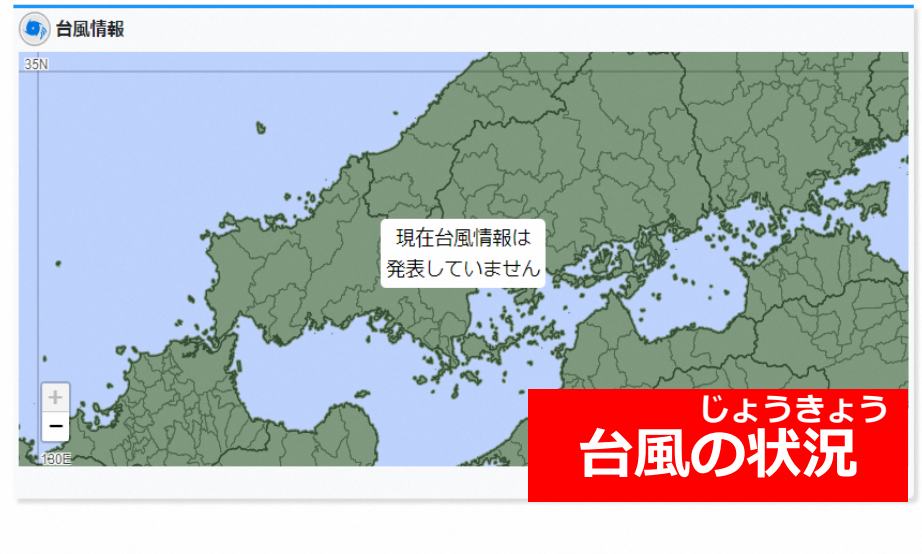 台風情報
35N
現在台風情報は
発表していません
+
−
130E
じょうきょう
台風の状況